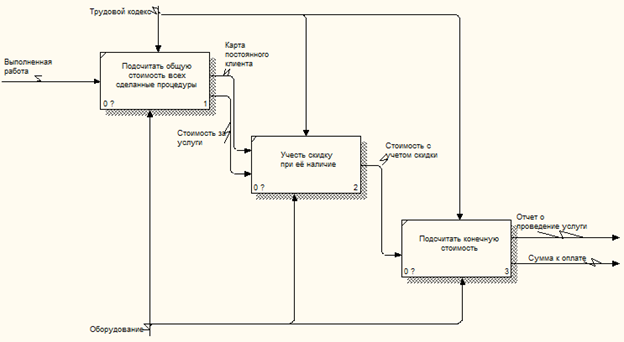 Трудовой кодекс
Выполненная
работа
Подсчитать общую
стоимость всех
сделанные процедуры
0 ?
1
Карта
постоянного
клиента
Стоимость за
услуги
Учесть скидку
при её наличие
0 ?
2
Стоимость с
учетом скидки
Подсчитать конечную
стоимость
0 ?
3
Отчет о
проведение услуги
Сумма к оплате
Оборудование